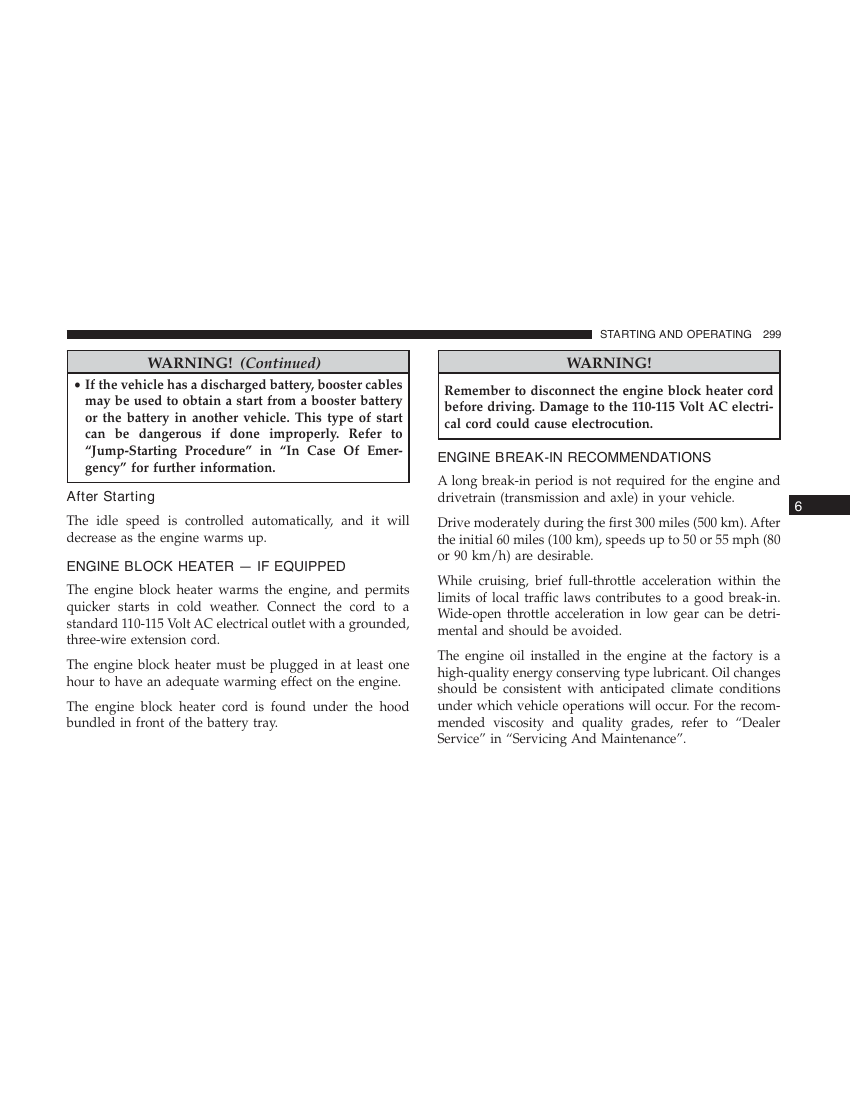 STARTING AND OPERATING 299
WARNING! (Continued)
• If the vehicle has a discharged battery, booster cables
may be used to obtain a start from a booster battery
or the battery in another vehicle. This type of start
can be dangerous if done improperly. Refer to
“Jump-Starting Procedure” in “In Case Of Emer-
gency” for further information.
After Starting
The idle speed is controlled automatically, and it will
decrease as the engine warms up.
ENGINE BLOCK HEATER — IF EQUIPPED
The engine block heater warms the engine, and permits
quicker starts in cold weather. Connect the cord to a
standard 110-115 Volt AC electrical outlet with a grounded,
three-wire extension cord.
The engine block heater must be plugged in at least one
hour to have an adequate warming effect on the engine.
The engine block heater cord is found under the hood
bundled in front of the battery tray.
WARNING!
Remember to disconnect the engine block heater cord
before driving. Damage to the 110-115 Volt AC electri-
cal cord could cause electrocution.
ENGINE BREAK-IN RECOMMENDATIONS
A long break-in period is not required for the engine and
drivetrain (transmission and axle) in your vehicle.
Drive moderately during the first 300 miles (500 km). After
the initial 60 miles (100 km), speeds up to 50 or 55 mph (80
or 90 km/h) are desirable.
While cruising, brief full-throttle acceleration within the
limits of local traffic laws contributes to a good break-in.
Wide-open throttle acceleration in low gear can be detri-
mental and should be avoided.
The engine oil installed in the engine at the factory is a
high-quality energy conserving type lubricant. Oil changes
should be consistent with anticipated climate conditions
under which vehicle operations will occur. For the recom-
mended viscosity and quality grades, refer to “Dealer
Service” in “Servicing And Maintenance”.
6